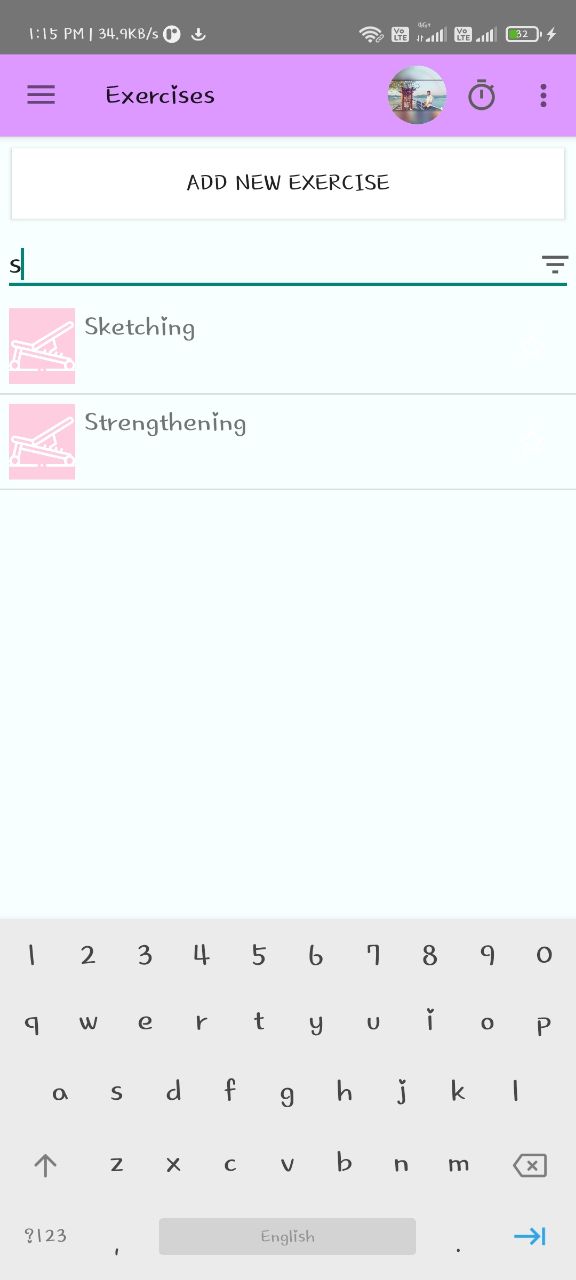 1:15 PM | 34.9KB/s
Vo LTE 4G+ Vo LTE 32
Exercises
ADD NEW EXERCISE
s
Sketching
Strengthening
1 2 3 4 5 6 7 8 9 0
q w e r t y u i o p
a s d f g h j k l
z x c v b n m
?123 , English .